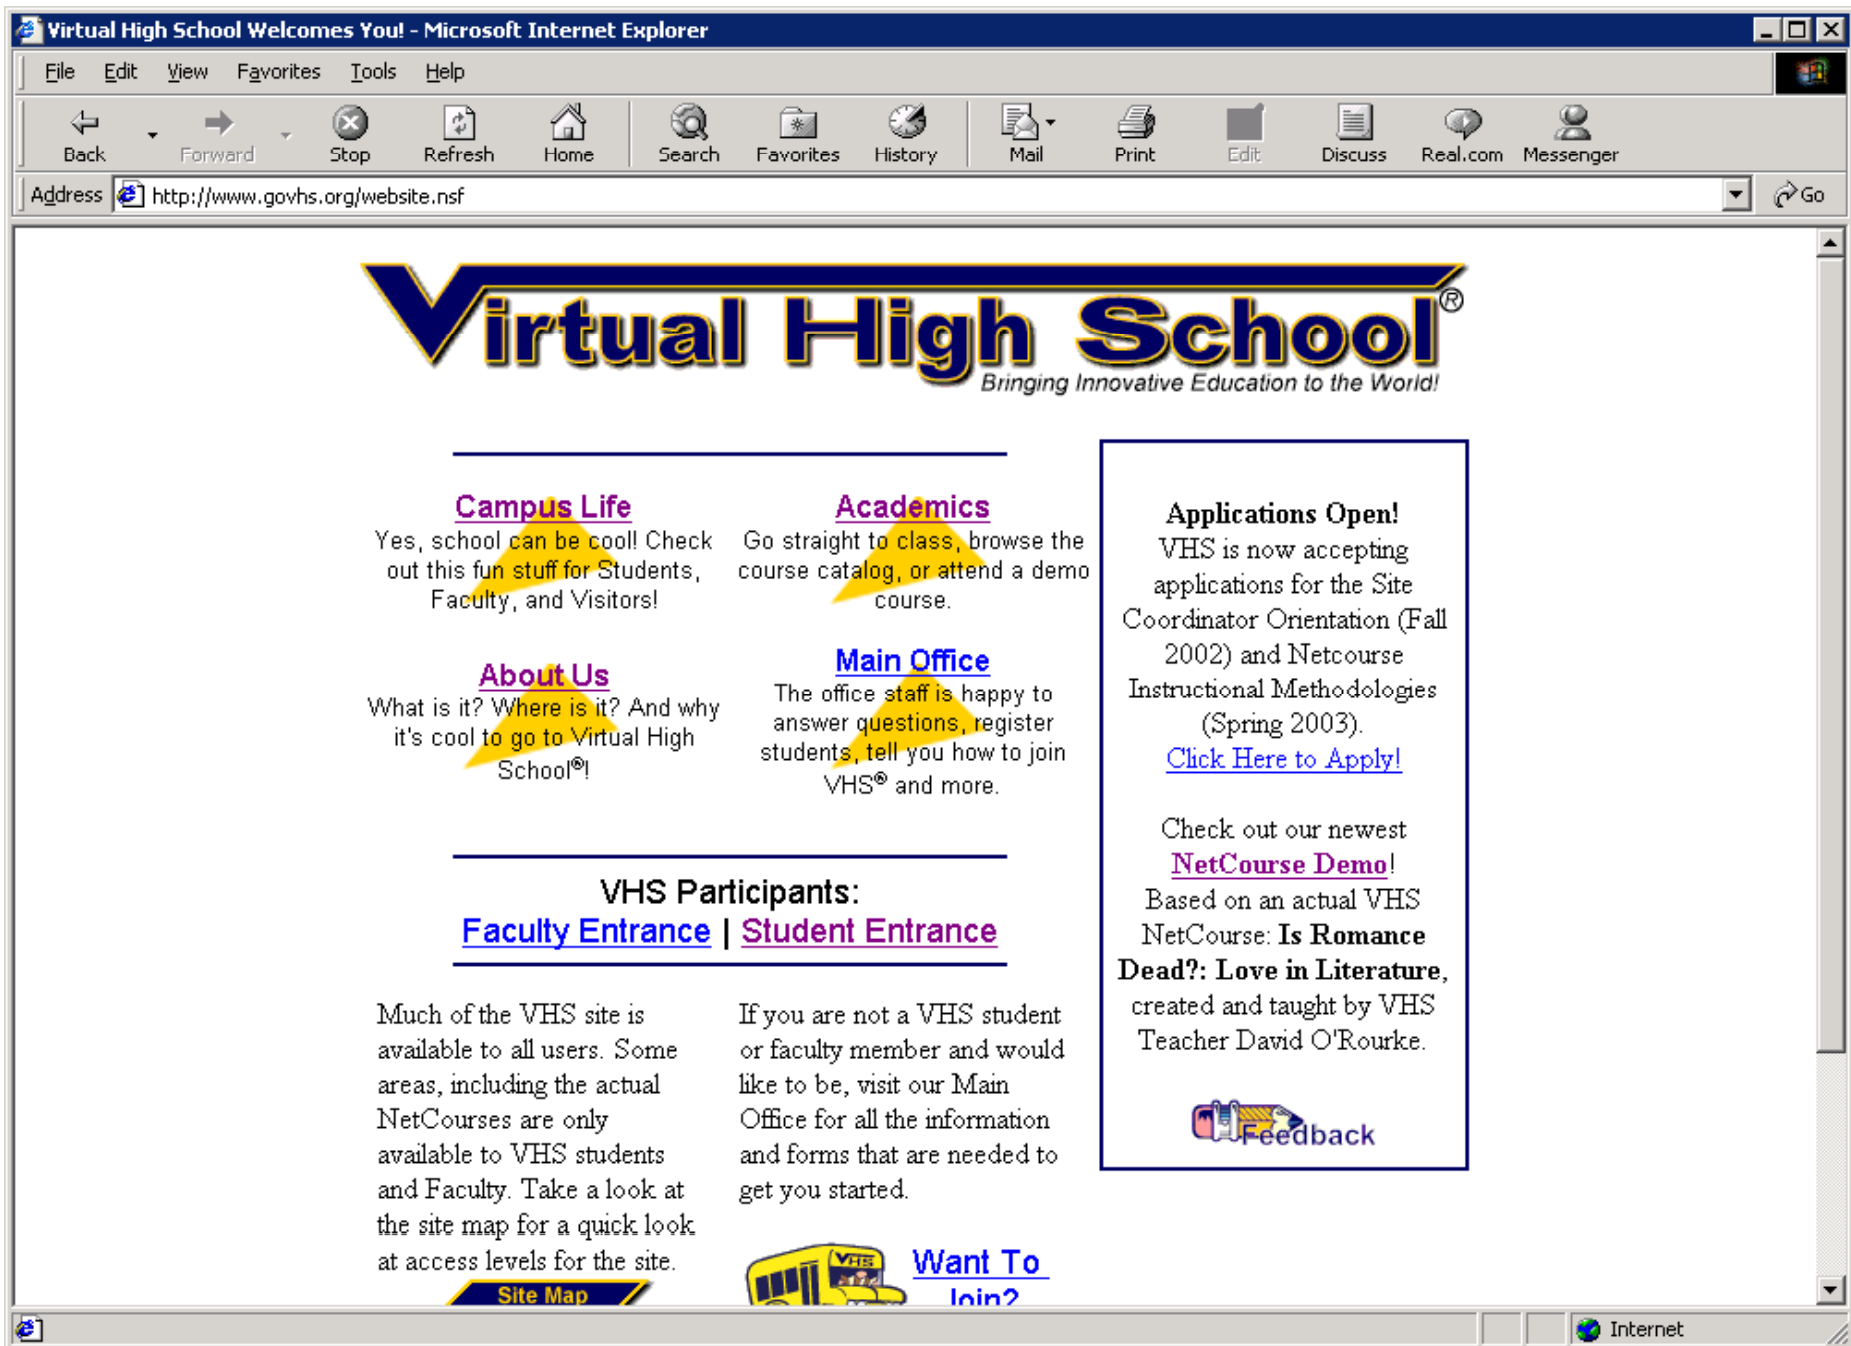 Virtual High School Welcomes You! - Microsoft Internet Explorer
File Edit View Favorites Tools Help
Back Forward Stop Refresh Home Search Favorites History Mail Print Edit Discuss Real.com Messenger
Address http://www.govhs.org/website.nsf Go
Virtual High School®
Bringing Innovative Education to the World!
Campus Life
Yes, school can be cool! Check
out this fun stuff for Students,
Faculty, and Visitors!
Academics
Go straight to class, browse the
course catalog, or attend a demo
course.
About Us
What is it? Where is it? And why
it's cool to go to Virtual High
School®!
Main Office
The office staff is happy to
answer questions, register
students, tell you how to join
VHS® and more.
VHS Participants:
Faculty Entrance | Student Entrance
Much of the VHS site is
available to all users. Some
areas, including the actual
NetCourses are only
available to VHS students
and Faculty. Take a look at
the site map for a quick look
at access levels for the site.
Site Map
If you are not a VHS student
or faculty member and would
like to be, visit our Main
Office for all the information
and forms that are needed to
get you started.
VHS
Want To
Join?
Applications Open!
VHS is now accepting
applications for the Site
Coordinator Orientation (Fall
2002) and Netcourse
Instructional Methodologies
(Spring 2003).
Click Here to Apply!
Check out our newest
NetCourse Demo!
Based on an actual VHS
NetCourse: Is Romance
Dead?: Love in Literature,
created and taught by VHS
Teacher David O'Rourke.
Feedback
Internet